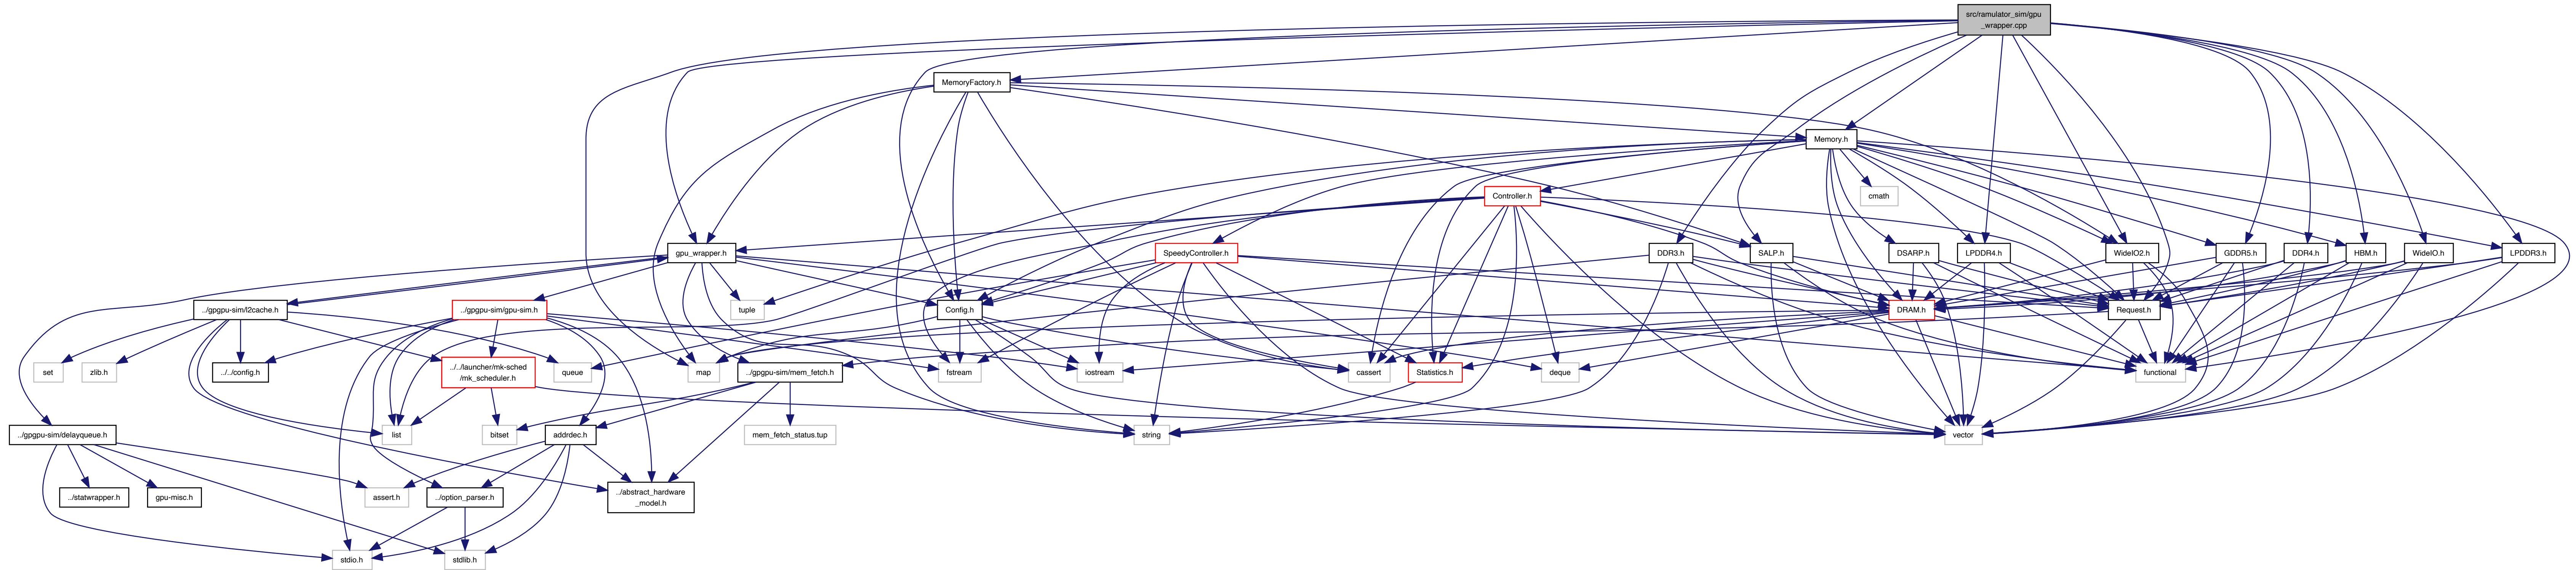 src/ramulator_sim/gpu
_wrapper.cpp
MemoryFactory.h
Memory.h
Controller.h
cmath
gpu_wrapper.h
SpeedyController.h
DDR3.h
SALP.h
DSARP.h
LPDDR4.h
WideIO2.h
GDDR5.h
DDR4.h
HBM.h
WideIO.h
LPDDR3.h
../gpgpu-sim/l2cache.h
../gpgpu-sim/gpu-sim.h
tuple
Config.h
DRAM.h
Request.h
set
zlib.h
../../config.h
../../launcher/mk-sched
/mk_scheduler.h
queue
map
../gpgpu-sim/mem_fetch.h
fstream
iostream
cassert
Statistics.h
deque
functional
../gpgpu-sim/delayqueue.h
list
bitset
addrdec.h
mem_fetch_status.tup
string
vector
../statwrapper.h
gpu-misc.h
assert.h
../option_parser.h
../abstract_hardware
_model.h
stdio.h
stdlib.h